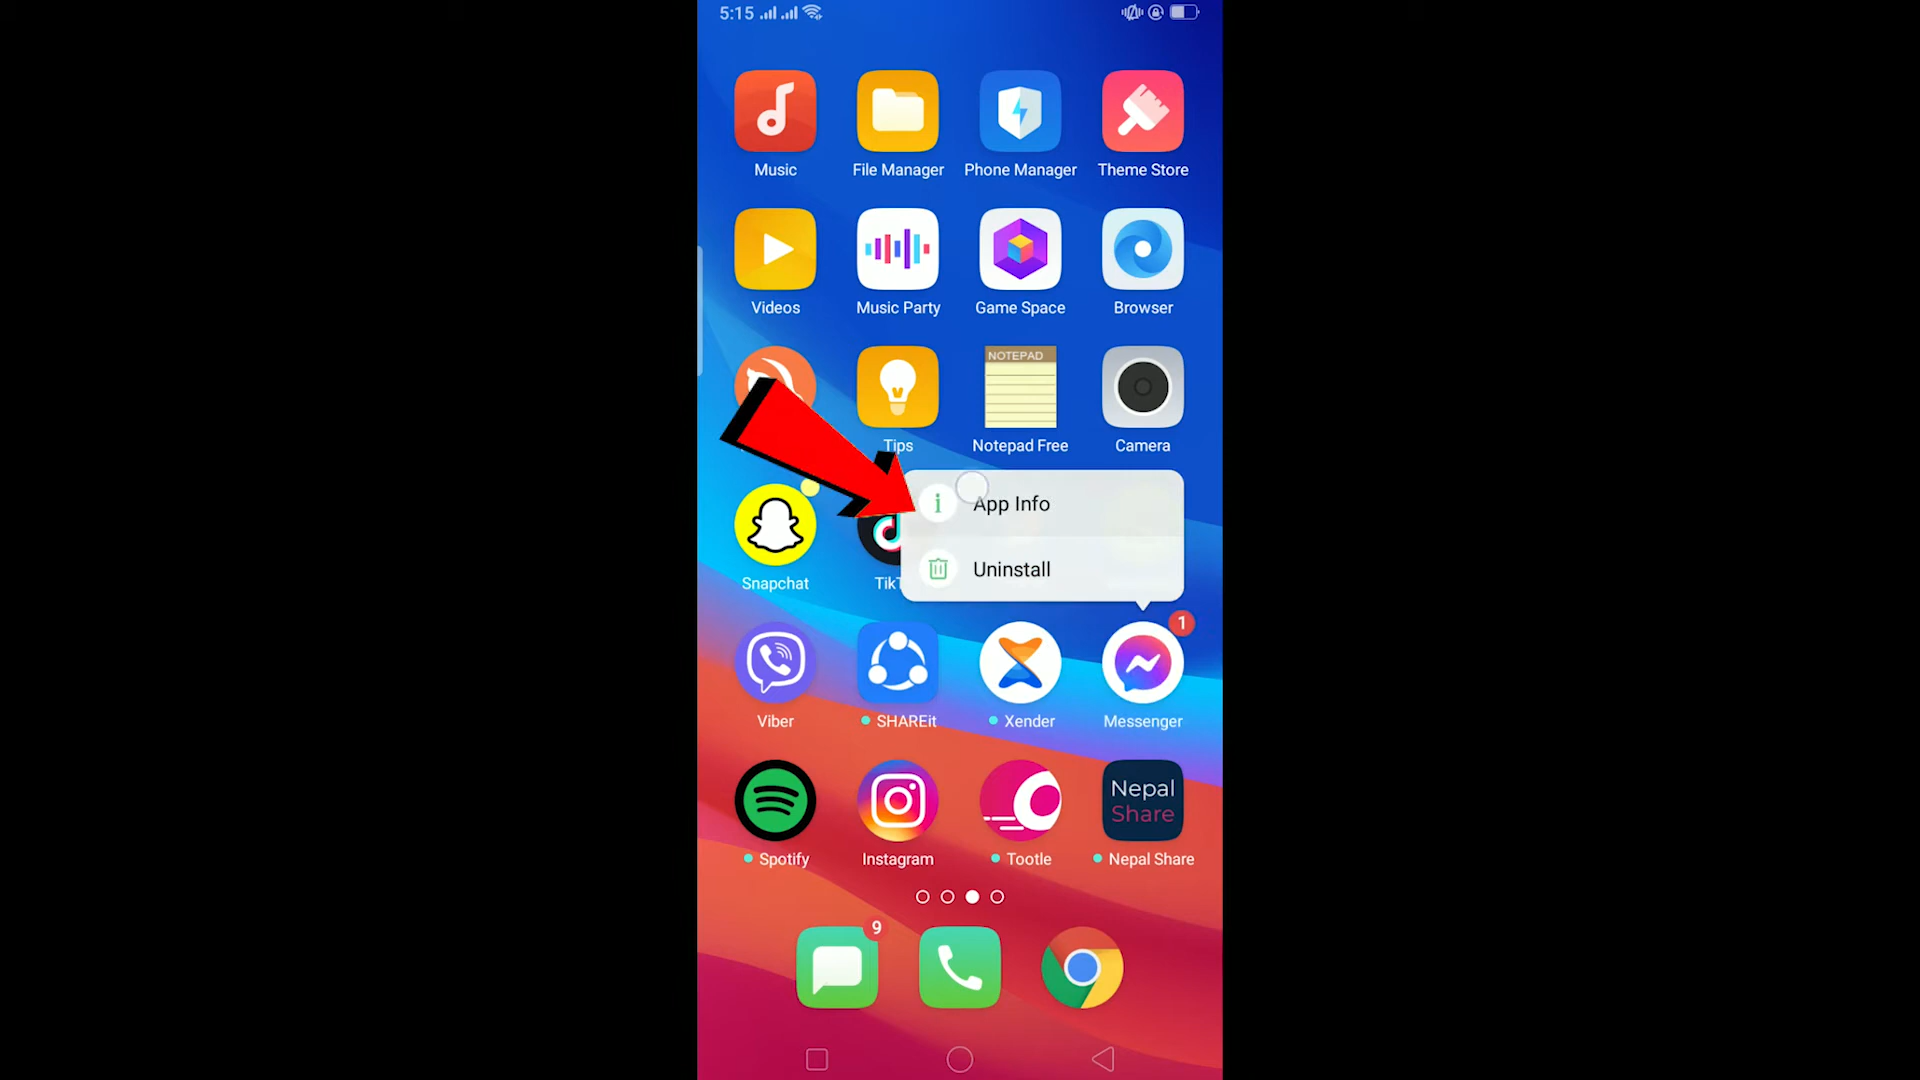 5:15
Music File Manager Phone Manager Theme Store
Videos Music Party Game Space Browser
NOTEPAD
Tips Notepad Free Camera
App Info
Uninstall
Snapchat TikT
1
Viber SHAREit Xender Messenger
Nepal
Share
Spotify Instagram Tootle Nepal Share
9